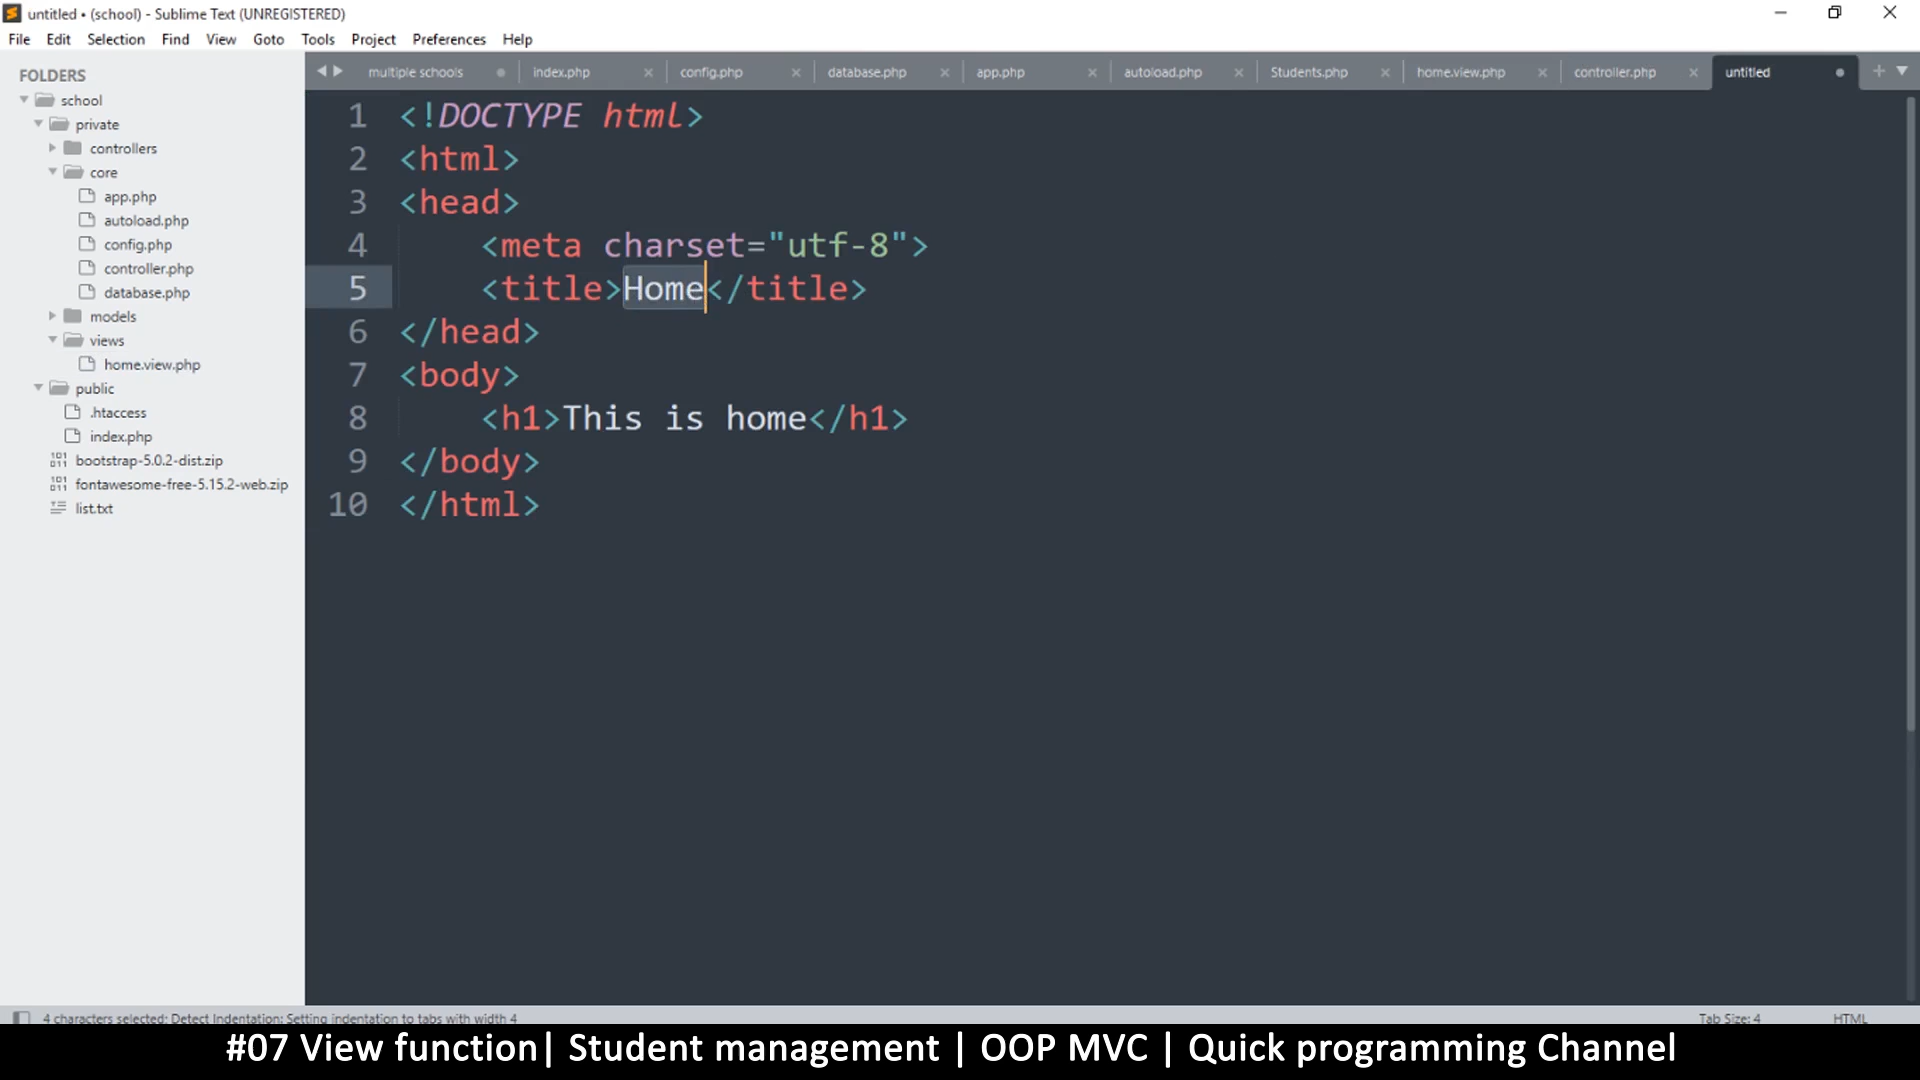 untitled • (school) - Sublime Text (UNREGISTERED)
File Edit Selection Find View Goto Tools Project Preferences Help
FOLDERS
school
private
controllers
core
app.php
autoload.php
config.php
controller.php
database.php
models
views
home.view.php
public
.htaccess
index.php
bootstrap-5.0.2-dist.zip
fontawesome-free-5.15.2-web.zip
list.txt
multiple schools index.php config.php database.php app.php autoload.php Students.php home.view.php controller.php untitled
1 <!DOCTYPE html>
2 <html>
3 <head>
4 <meta charset="utf-8">
5 <title>Home</title>
6 </head>
7 <body>
8 <h1>This is home</h1>
9 </body>
10 </html>
4 characters selected; Detect Indentation: Setting indentation to tabs with width 4 Tab Size: 4 HTML
#07 View function| Student management | OOP MVC | Quick programming Channel